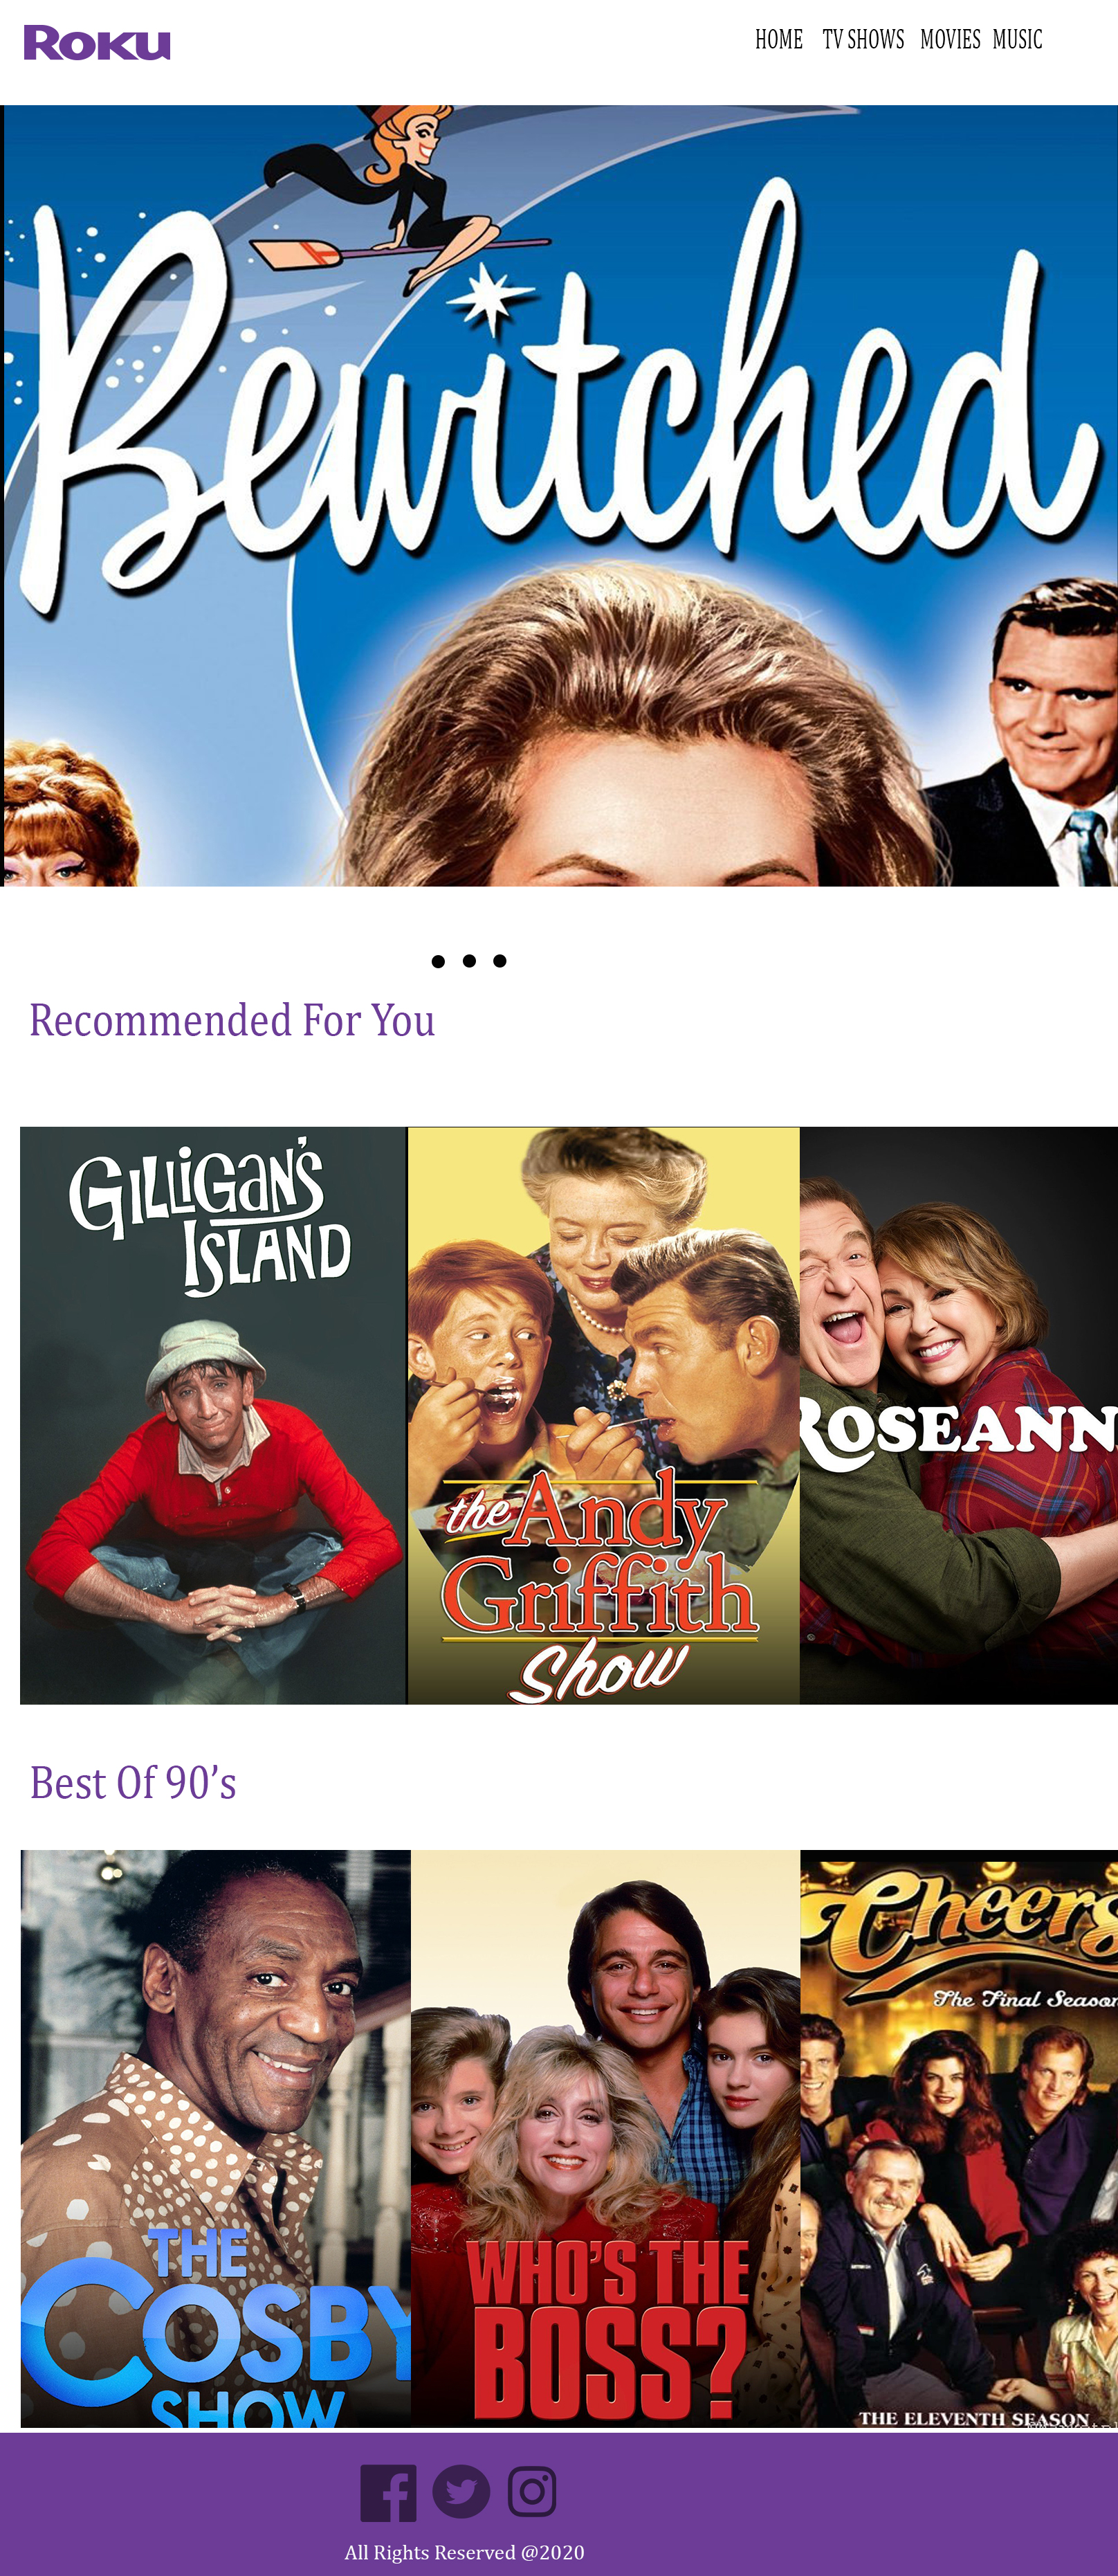 ROKU
HOME TV SHOWS MOVIES MUSIC
Bewitched
Recommended For You
GILLIGAN'S
ISLAND
the Andy
Griffith
Show
ROSEANN
Best Of 90’s
THE
COSBY
SHOW
WHO'S THE
BOSS?
Cheers
The Final Season
THE ELEVENTH SEASON
All Rights Reserved @2020